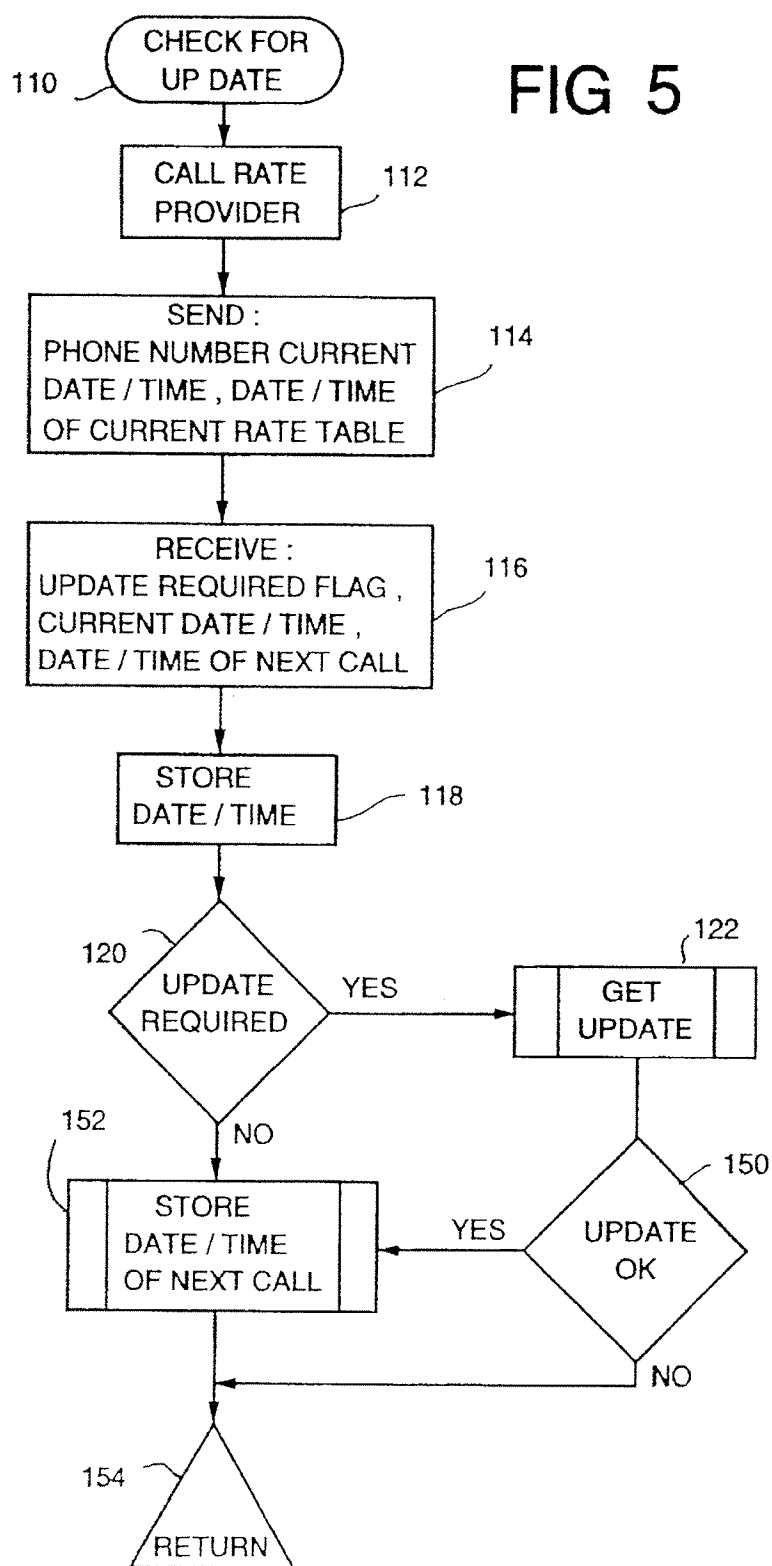 CHECK FOR
UP DATE
110
FIG 5
CALL RATE
PROVIDER
112
SEND :
PHONE NUMBER CURRENT
DATE / TIME , DATE / TIME
OF CURRENT RATE TABLE
114
RECEIVE :
UPDATE REQUIRED FLAG ,
CURRENT DATE / TIME ,
DATE / TIME OF NEXT CALL
116
STORE
DATE / TIME
118
120
UPDATE
REQUIRED
YES
122
GET
UPDATE
NO
152
STORE
DATE / TIME
OF NEXT CALL
YES
150
UPDATE
OK
NO
154
RETURN